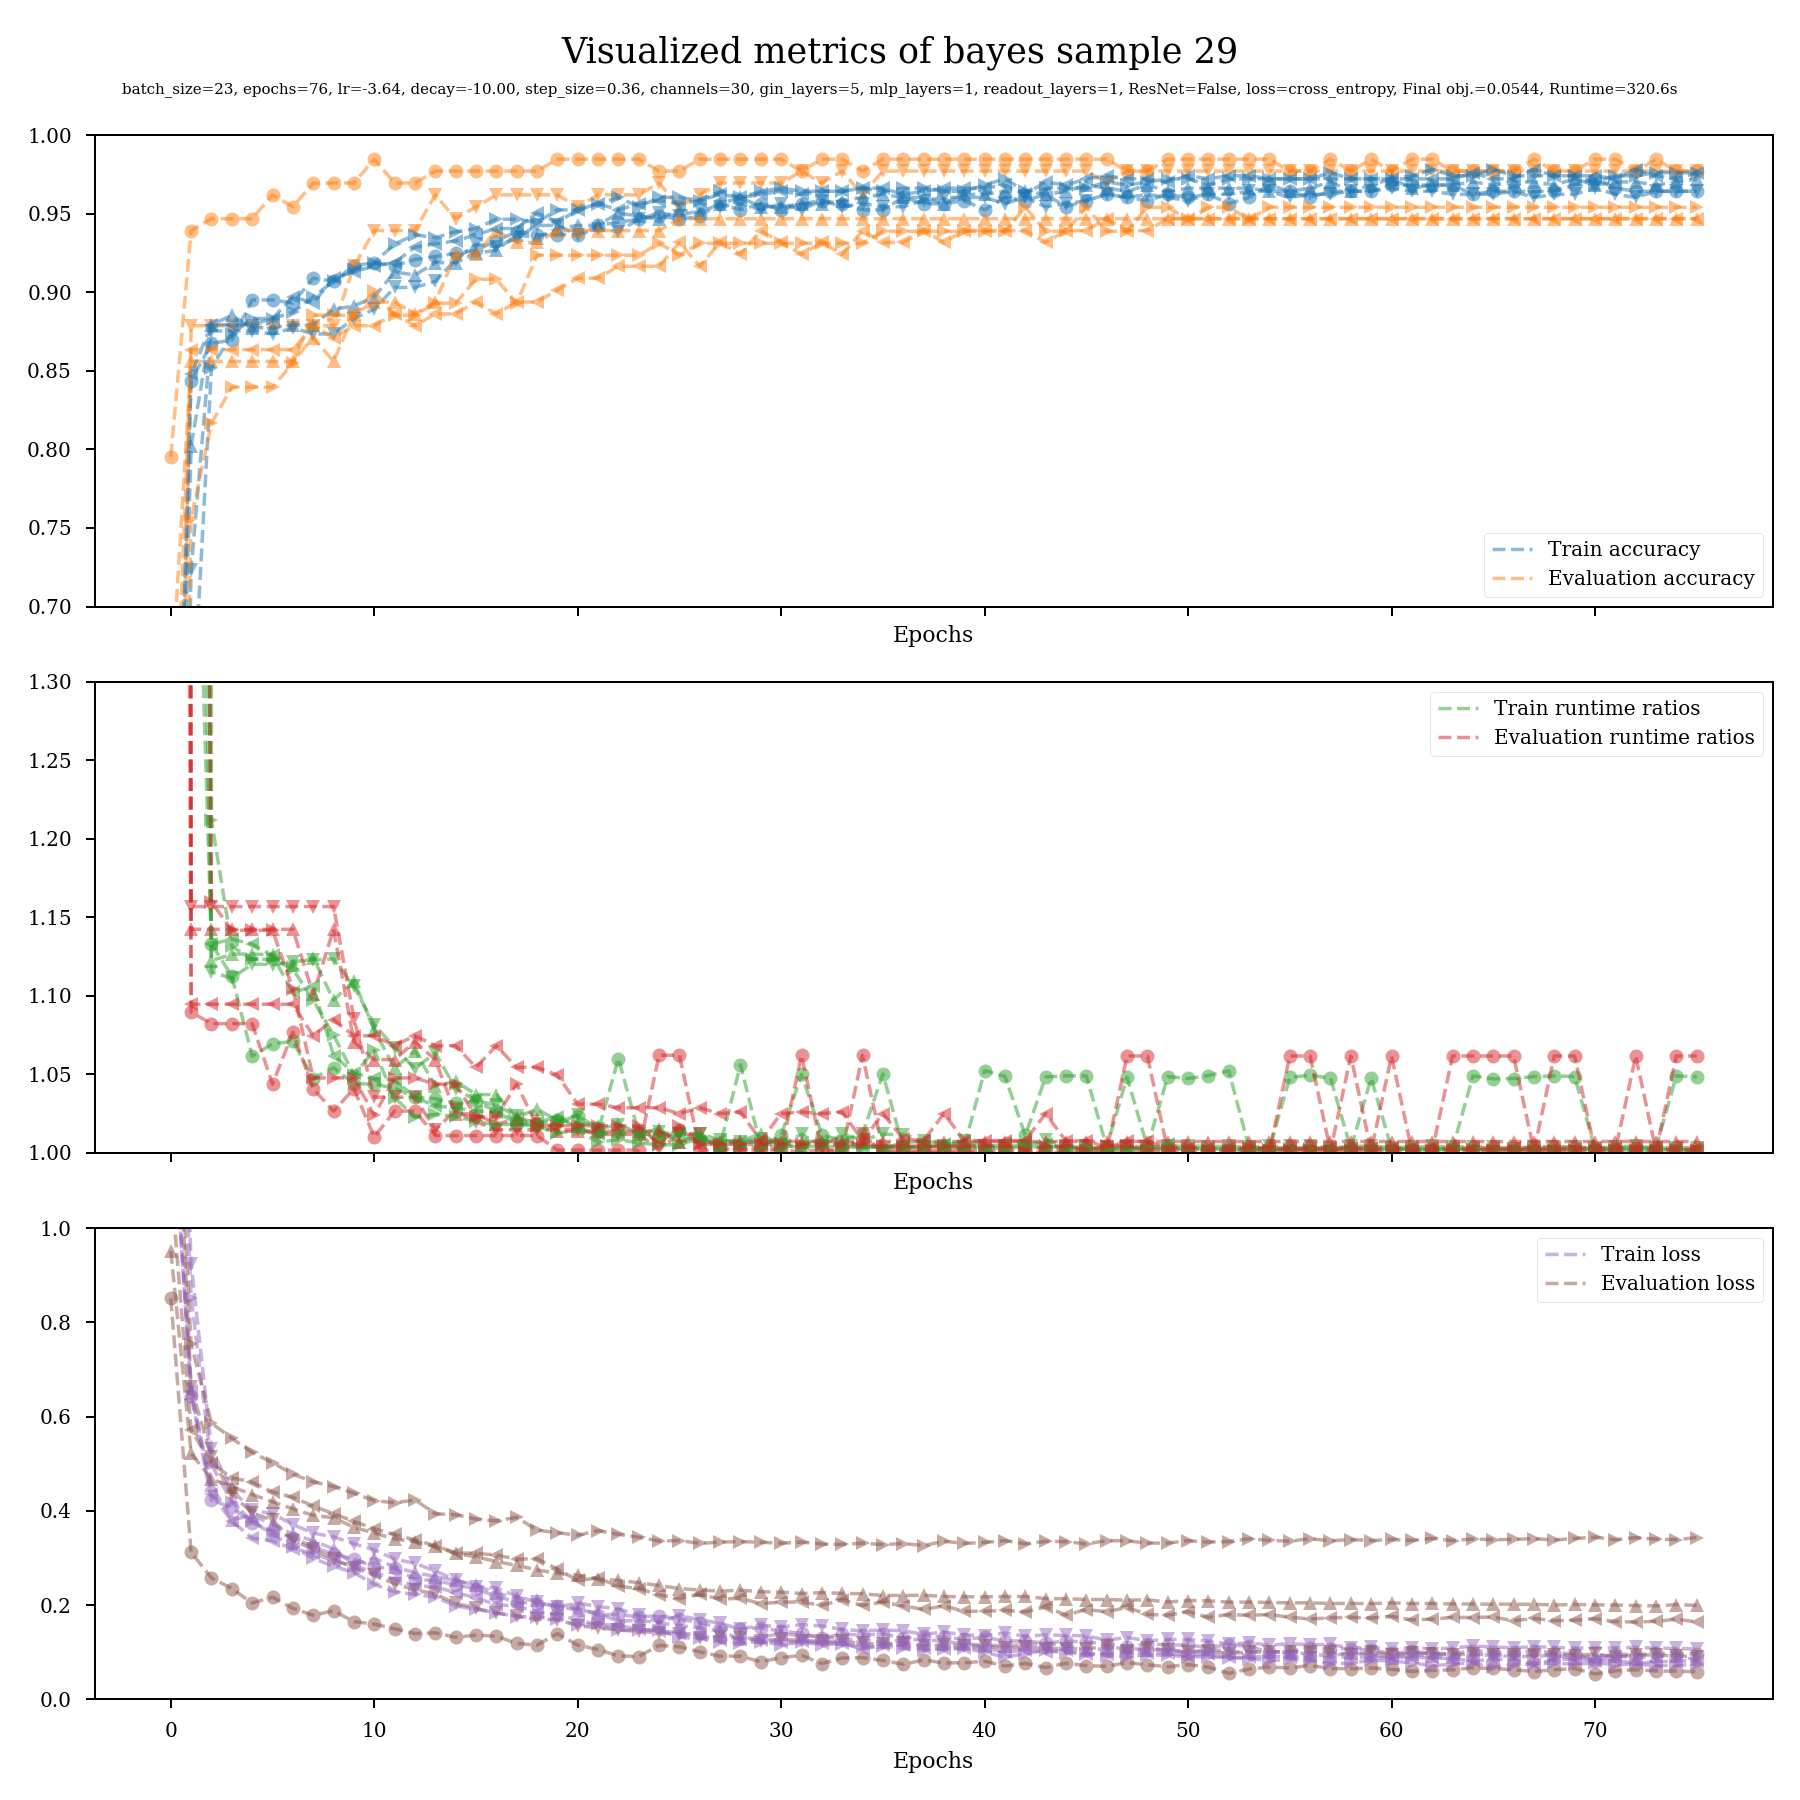 Visualized metrics of bayes sample 29
batch_size=23, epochs=76, lr=-3.64, decay=-10.00, step_size=0.36, channels=30, gin_layers=5, mlp_layers=1, readout_layers=1, ResNet=False, loss=cross_entropy, Final obj.=0.0544, Runtime=320.6s
1.00
0.95
0.90
0.85
0.80
0.75
0.70
Train accuracy
Evaluation accuracy
Epochs
1.30
1.25
1.20
1.15
1.10
1.05
1.00
Train runtime ratios
Evaluation runtime ratios
Epochs
1.0
0.8
0.6
0.4
0.2
0.0
Train loss
Evaluation loss
0 10 20 30 40 50 60 70
Epochs